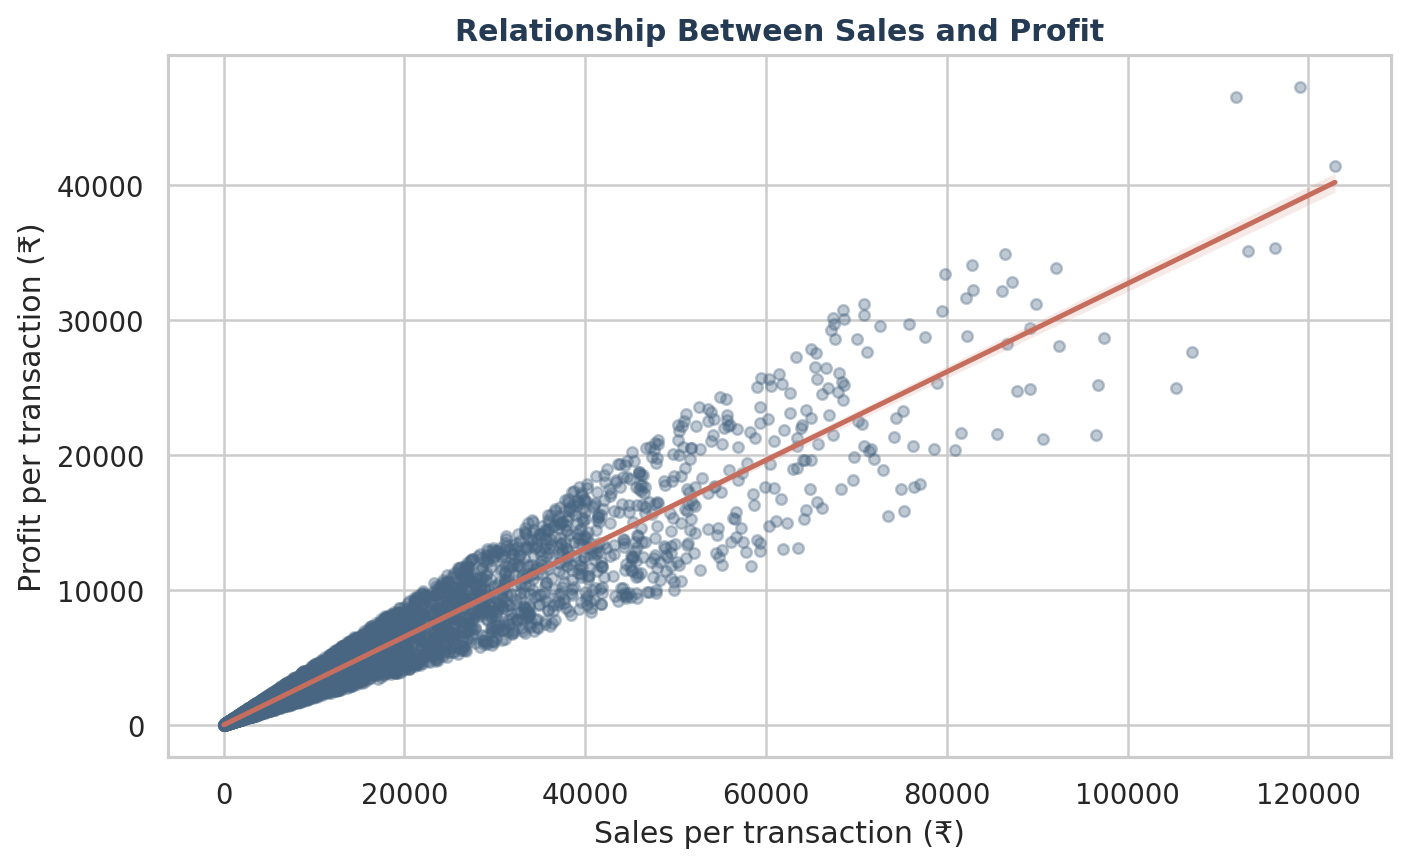 Relationship Between Sales and Profit
Profit per transaction (₹)
40000
30000
20000
10000
0
0 20000 40000 60000 80000 100000 120000
Sales per transaction (₹)